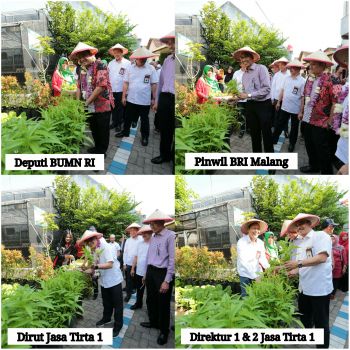 Deputi BUMN RI
Pinwil BRI Malang
Dirut Jasa Tirta 1
Direktur 1 & 2 Jasa Tirta 1